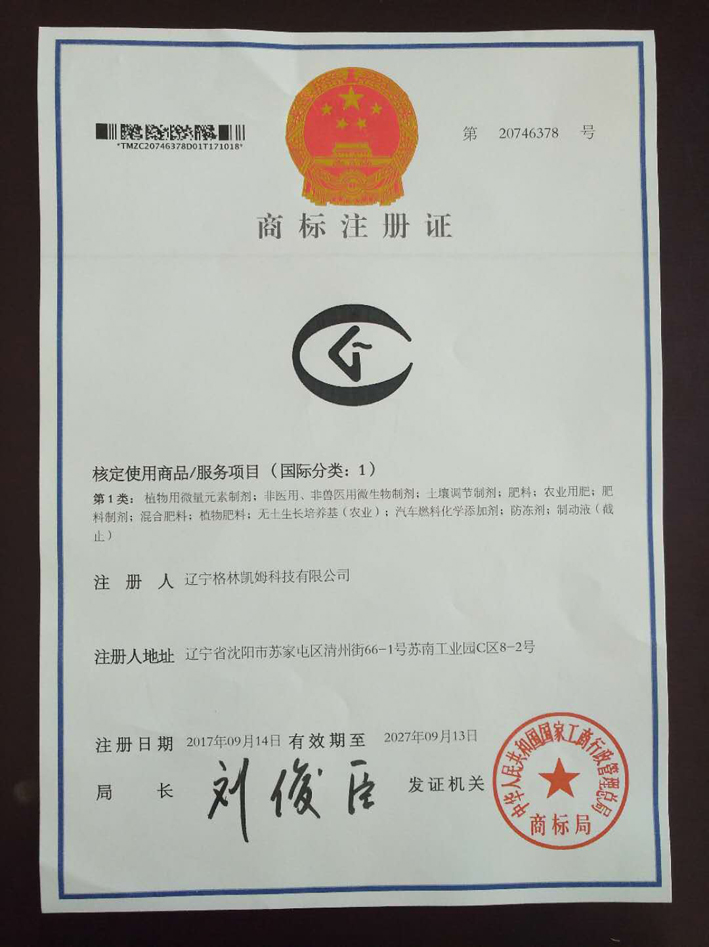 *TMZC20746378D01T171018*
第 20746378 号
商标注册证
核定使用商品/服务项目（国际分类：1）
第1类：植物用微量元素制剂；非医用、非兽医用微生物制剂；土壤调节制剂；肥料；农业用肥；肥
料制剂；混合肥料；植物肥料；无土生长培养基（农业）；汽车燃料化学添加剂；防冻剂；制动液（截
止）
注册人 辽宁格林凯姆科技有限公司
注册人地址 辽宁省沈阳市苏家屯区清州街66-1号苏南工业园C区8-2号
注册日期 2017年09月14日 有效期至 2027年09月13日
局长 刘俊臣 发证机关
中华人民共和国国家工商行政管理总局
商标局